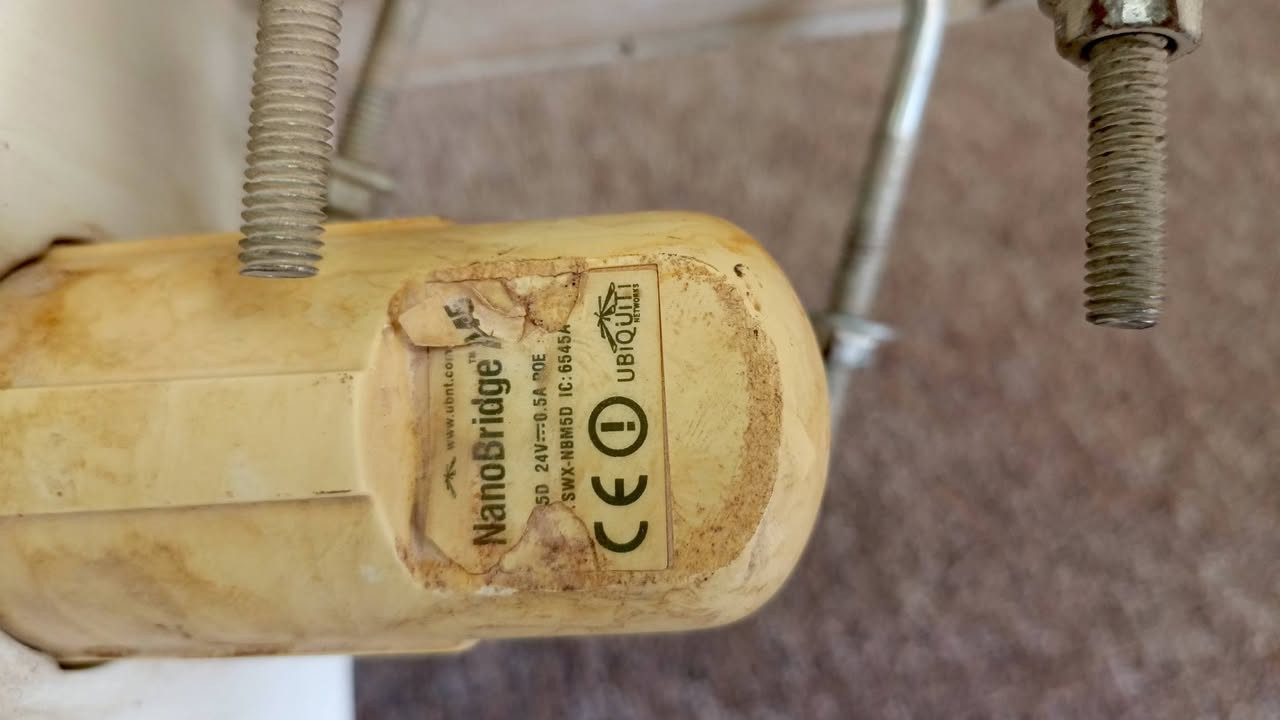 www.ubnt.com
NanoBridge™
5D 24V⎓0.5A POE
SWX-NBM5D IC:6545A
CE
UBIQUITI
NETWORKS